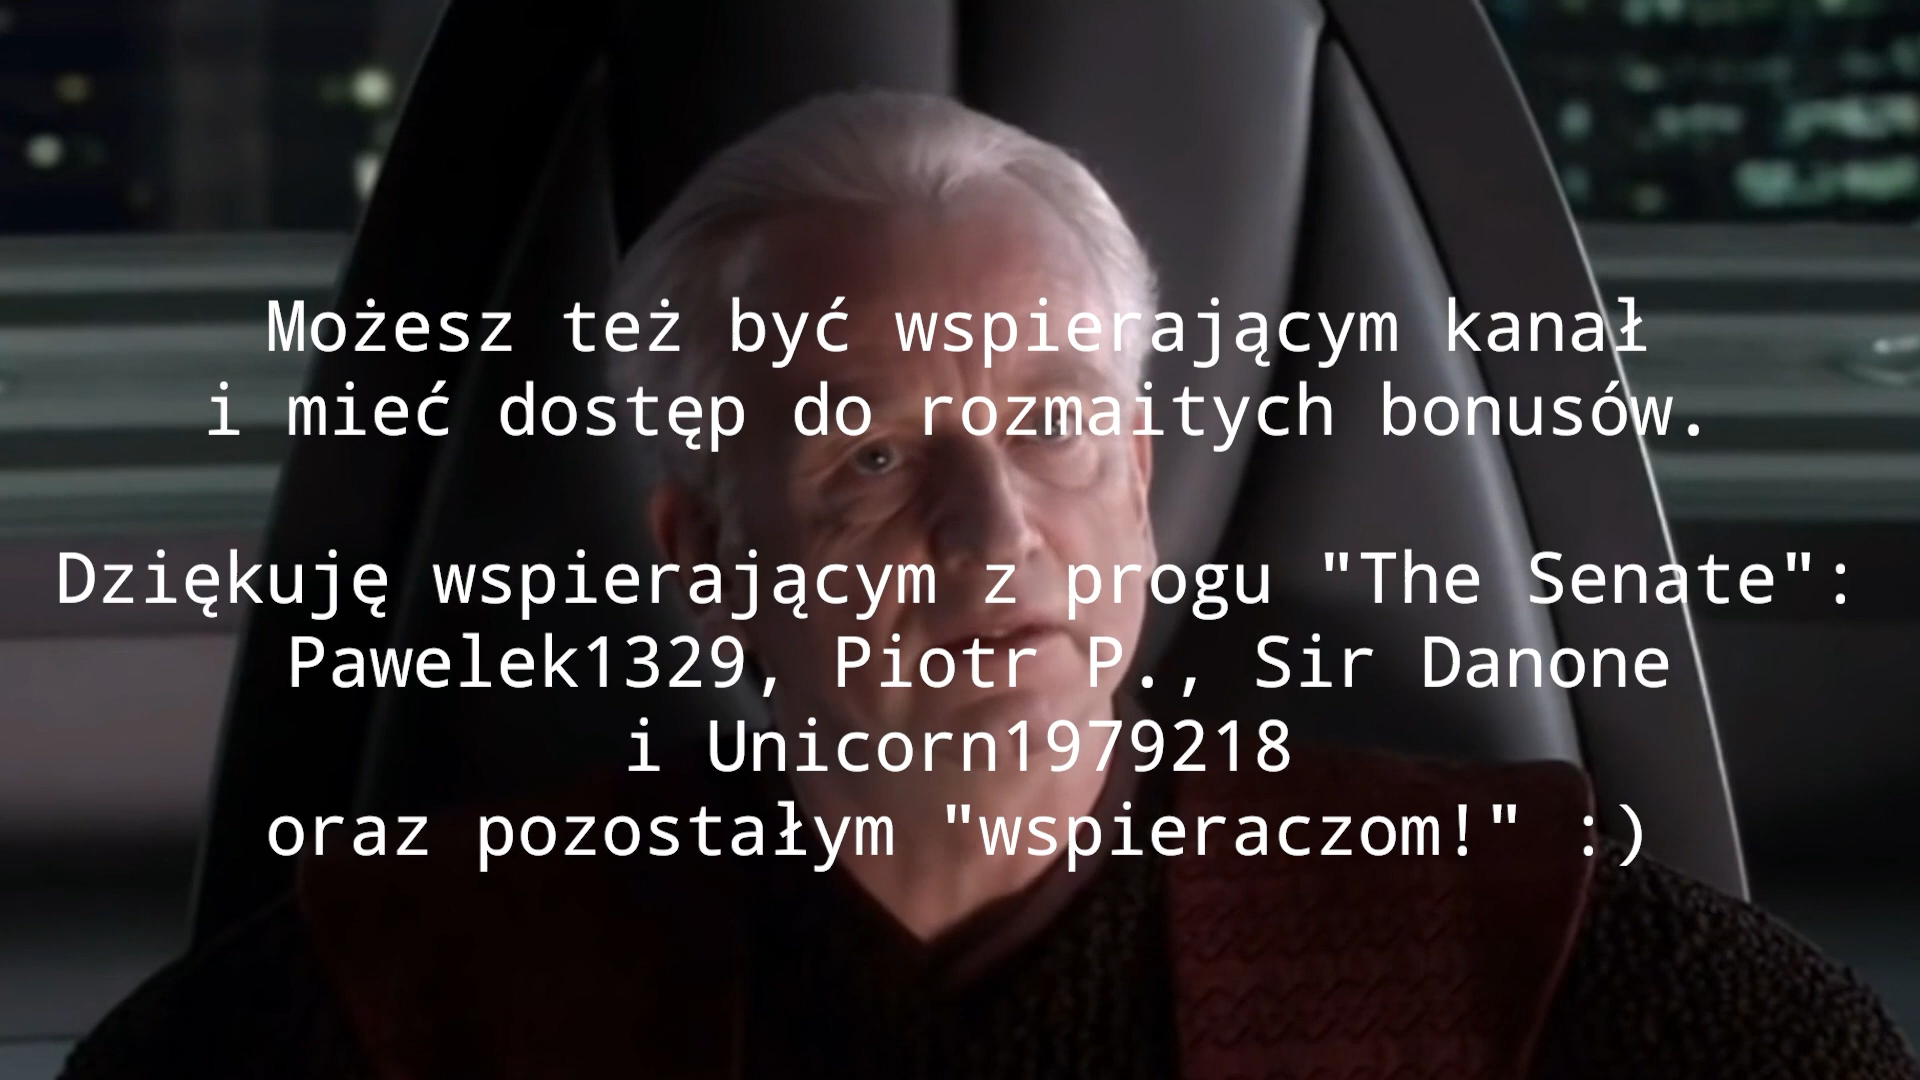 Możesz też być wspierającym kanał
i mieć dostęp do rozmaitych bonusów.
Dziękuję wspierającym z progu "The Senate":
Pawelek1329, Piotr P., Sir Danone
i Unicorn1979218
oraz pozostałym "wspieraczom!" :)